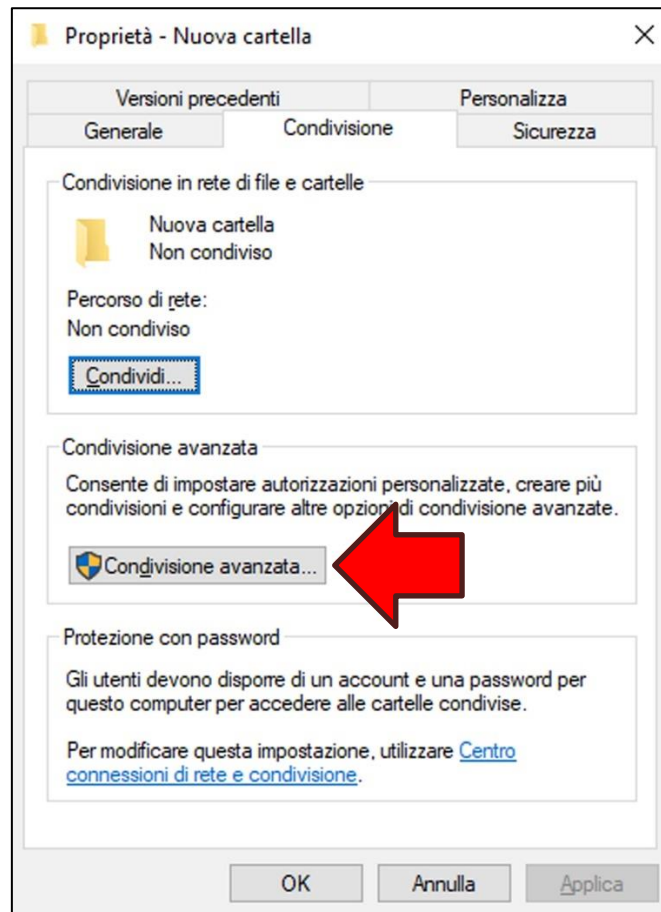 Proprietà - Nuova cartella
Versioni precedenti
Personalizza
Generale
Condivisione
Sicurezza
Condivisione in rete di file e cartelle
Nuova cartella
Non condiviso
Percorso di rete:
Non condiviso
Condividi...
Condivisione avanzata
Consente di impostare autorizzazioni personalizzate, creare più
condivisioni e configurare altre opzioni di condivisione avanzate.
Condivisione avanzata...
Protezione con password
Gli utenti devono disporre di un account e una password per
questo computer per accedere alle cartelle condivise.
Per modificare questa impostazione, utilizzare Centro
connessioni di rete e condivisione.
OK
Annulla
Applica